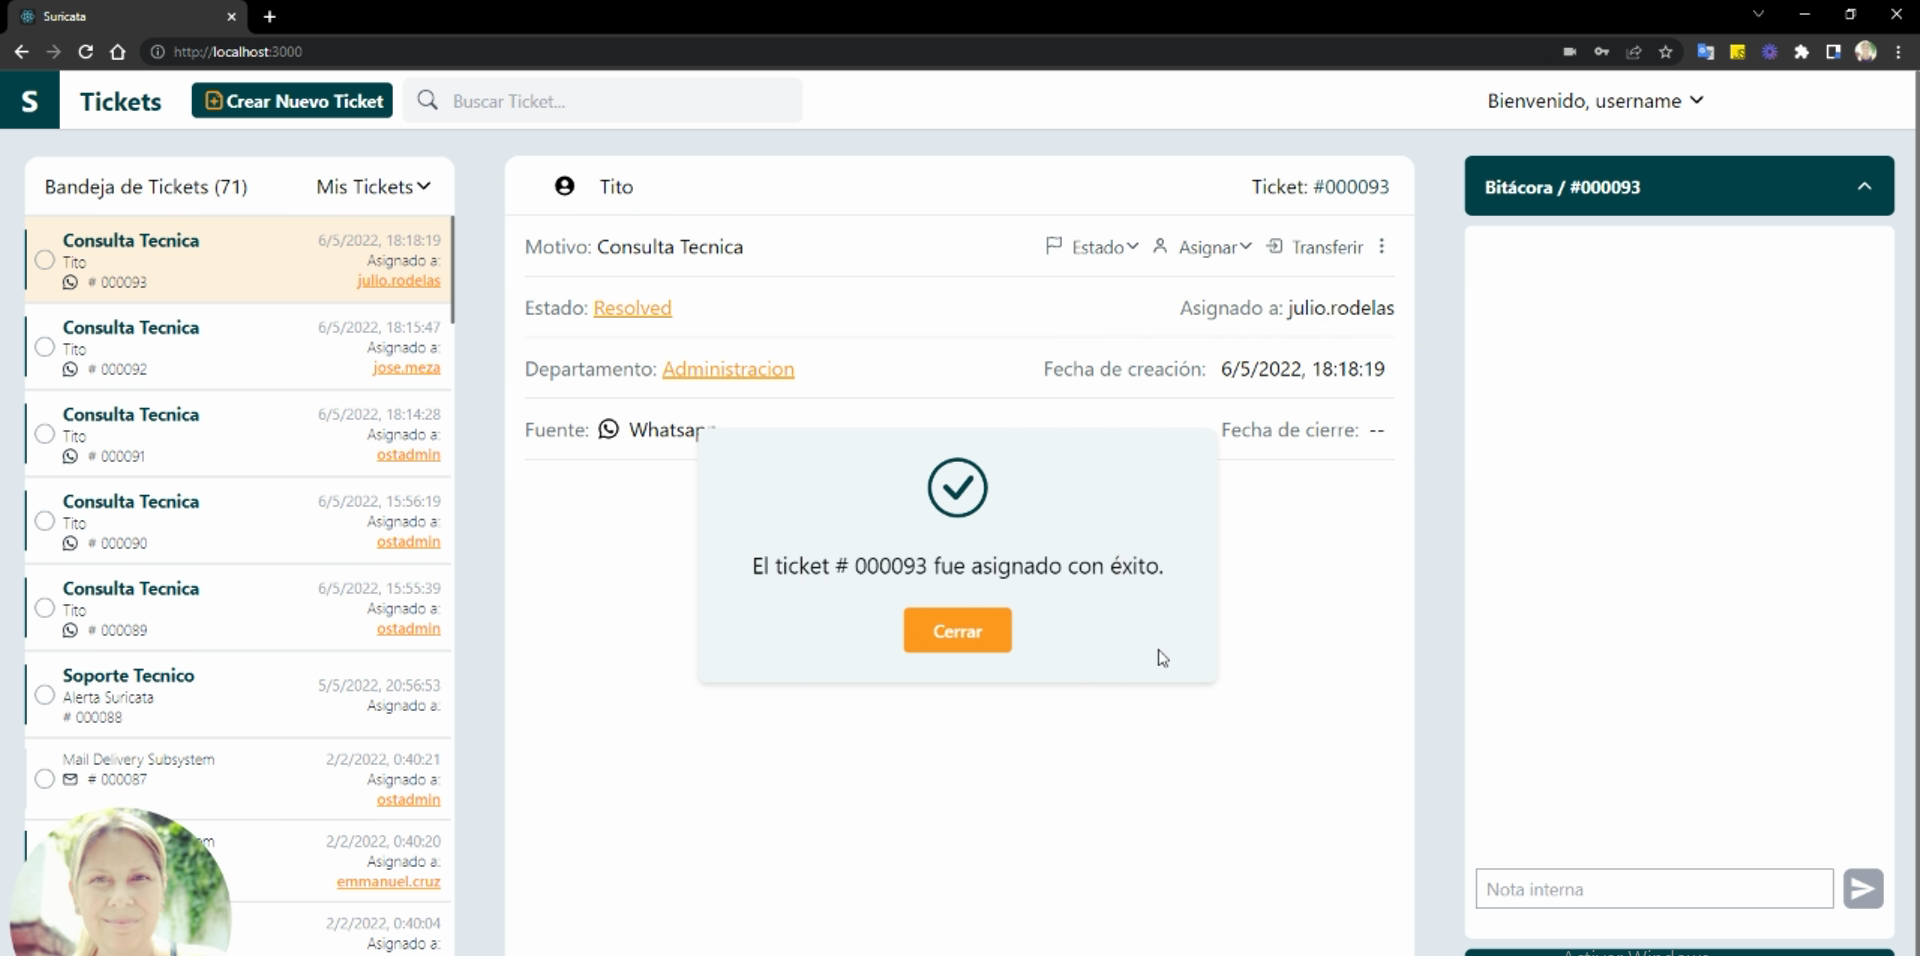 Suricata
http://localhost:3000
S
Tickets
Crear Nuevo Ticket
Buscar Ticket...
Bienvenido, username
Bandeja de Tickets (71)
Mis Tickets
Consulta Tecnica
6/5/2022, 18:18:19
Tito
Asignado a:
# 000093
julio.rodelas
Consulta Tecnica
6/5/2022, 18:15:47
Tito
Asignado a:
# 000092
jose.meza
Consulta Tecnica
6/5/2022, 18:14:28
Tito
Asignado a:
# 000091
ostadmin
Consulta Tecnica
6/5/2022, 15:56:19
Tito
Asignado a:
# 000090
ostadmin
Consulta Tecnica
6/5/2022, 15:55:39
Tito
Asignado a:
# 000089
ostadmin
Soporte Tecnico
5/5/2022, 20:56:53
Alerta Suricata
Asignado a:
# 000088
Mail Delivery Subsystem
2/2/2022, 0:40:21
# 000087
Asignado a:
ostadmin
2/2/2022, 0:40:20
Asignado a:
emmanuel.cruz
2/2/2022, 0:40:04
Asignado a:
Tito
Ticket: #000093
Motivo: Consulta Tecnica
Estado
Asignar
Transferir
Estado: Resolved
Asignado a: julio.rodelas
Departamento: Administracion
Fecha de creación: 6/5/2022, 18:18:19
Fuente:
Fecha de cierre: --
El ticket # 000093 fue asignado con éxito.
Cerrar
Bitácora / #000093
Nota interna